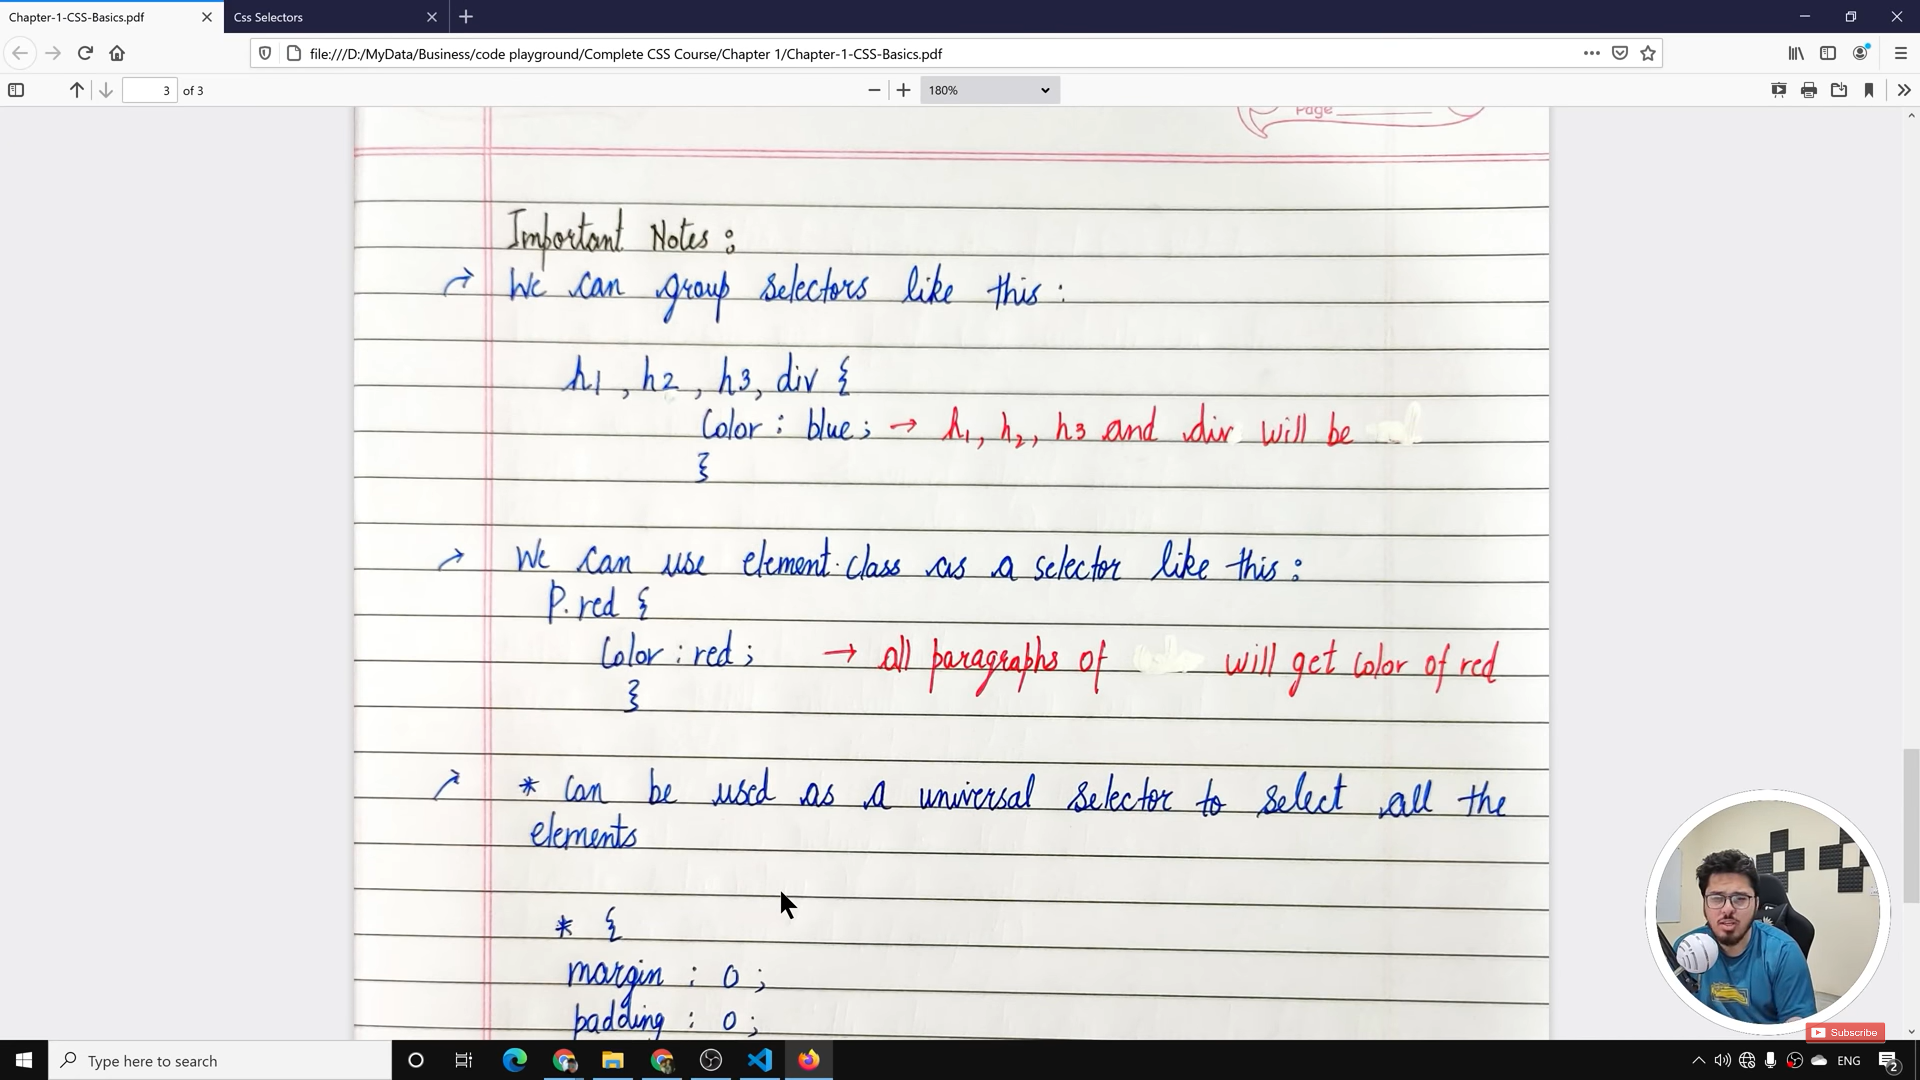 Chapter-1-CSS-Basics.pdf
Css Selectors
file:///D:/MyData/Business/code playground/Complete CSS Course/Chapter 1/Chapter-1-CSS-Basics.pdf
3 of 3
180%
Page
Important Notes :
We can group selectors like this :
h1 , h2 , h3, div {
Color : blue ; → h1, h2, h3 and div will be
}
We can use element.class as a selector like this :
P.red {
Color : red ; → all paragraphs of will get color of red
}
* can be used as a universal selector to select all the
elements
* {
margin : 0 ;
padding : 0 ;
Subscribe
Type here to search
ENG
2